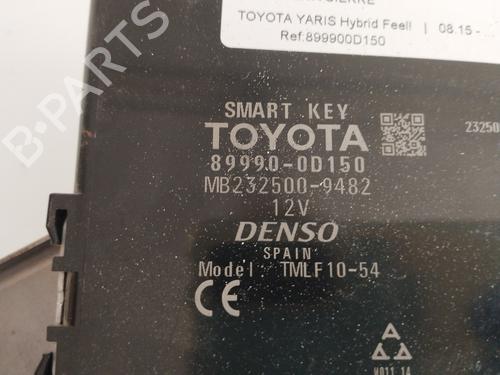 TOYOTA YARIS Hybrid Feel! | 08.15 - ...
Ref:899900D150
SMART KEY
TOYOTA
23250
89990-0D150
MB232500-9482
12V
DENSO
SPAIN
Model: TMLF10-54
CE
B-PARTS